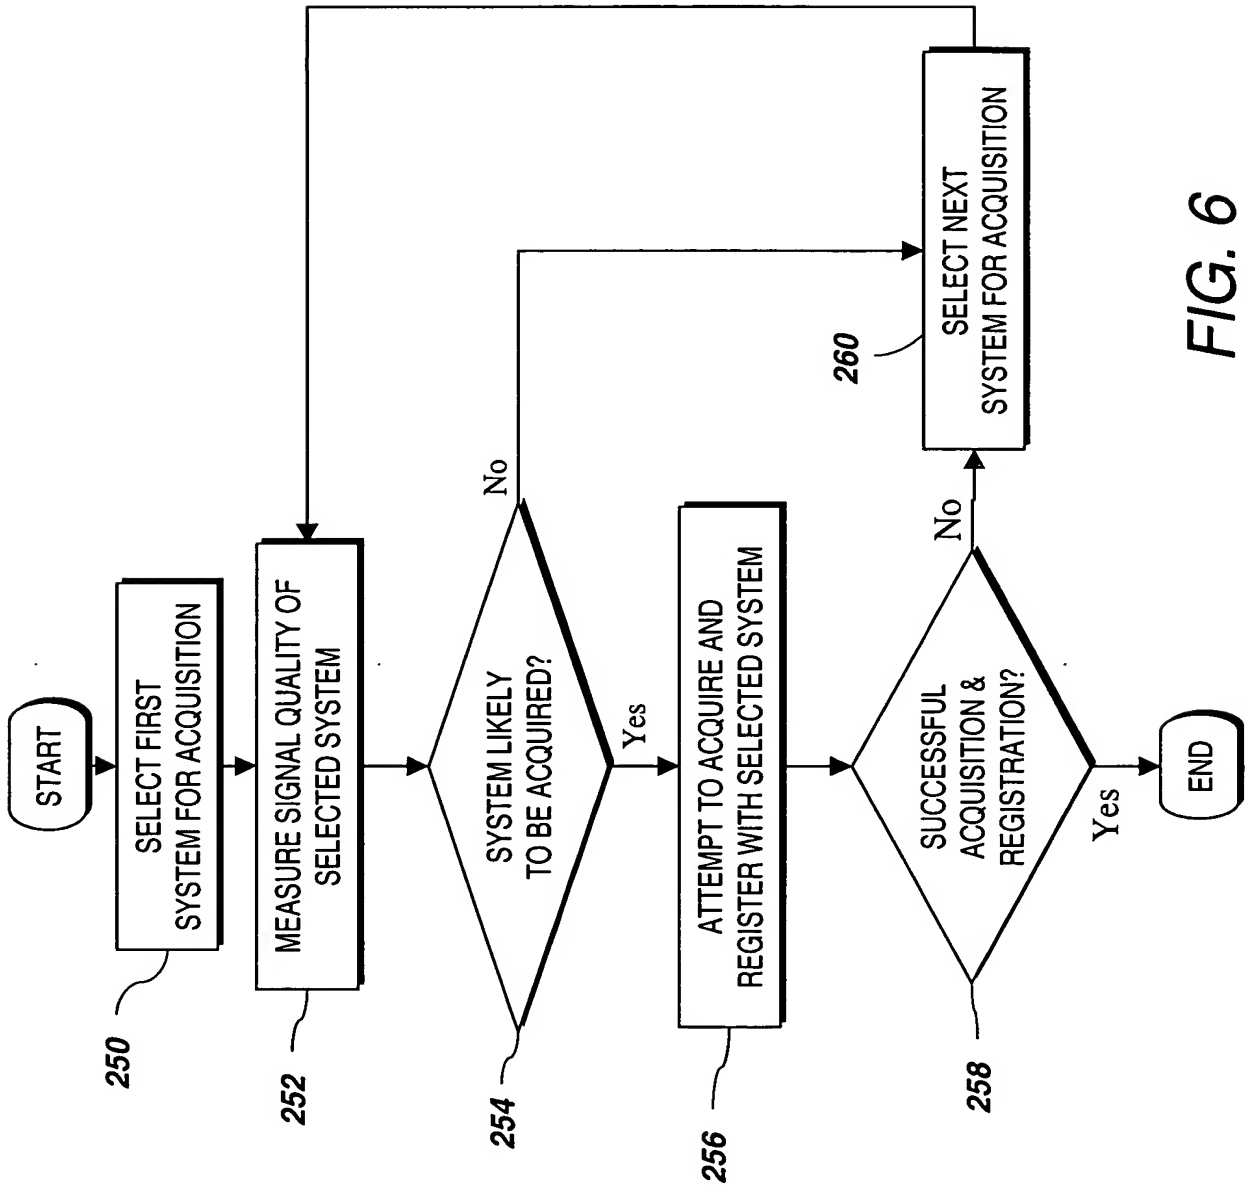 START
SELECT FIRST
SYSTEM FOR ACQUISITION
250
MEASURE SIGNAL QUALITY OF
SELECTED SYSTEM
252
SYSTEM LIKELY
TO BE ACQUIRED?
254
No
Yes
ATTEMPT TO ACQUIRE AND
REGISTER WITH SELECTED SYSTEM
256
SUCCESSFUL
ACQUISITION &
REGISTRATION?
258
No
Yes
SELECT NEXT
SYSTEM FOR ACQUISITION
260
END
FIG. 6